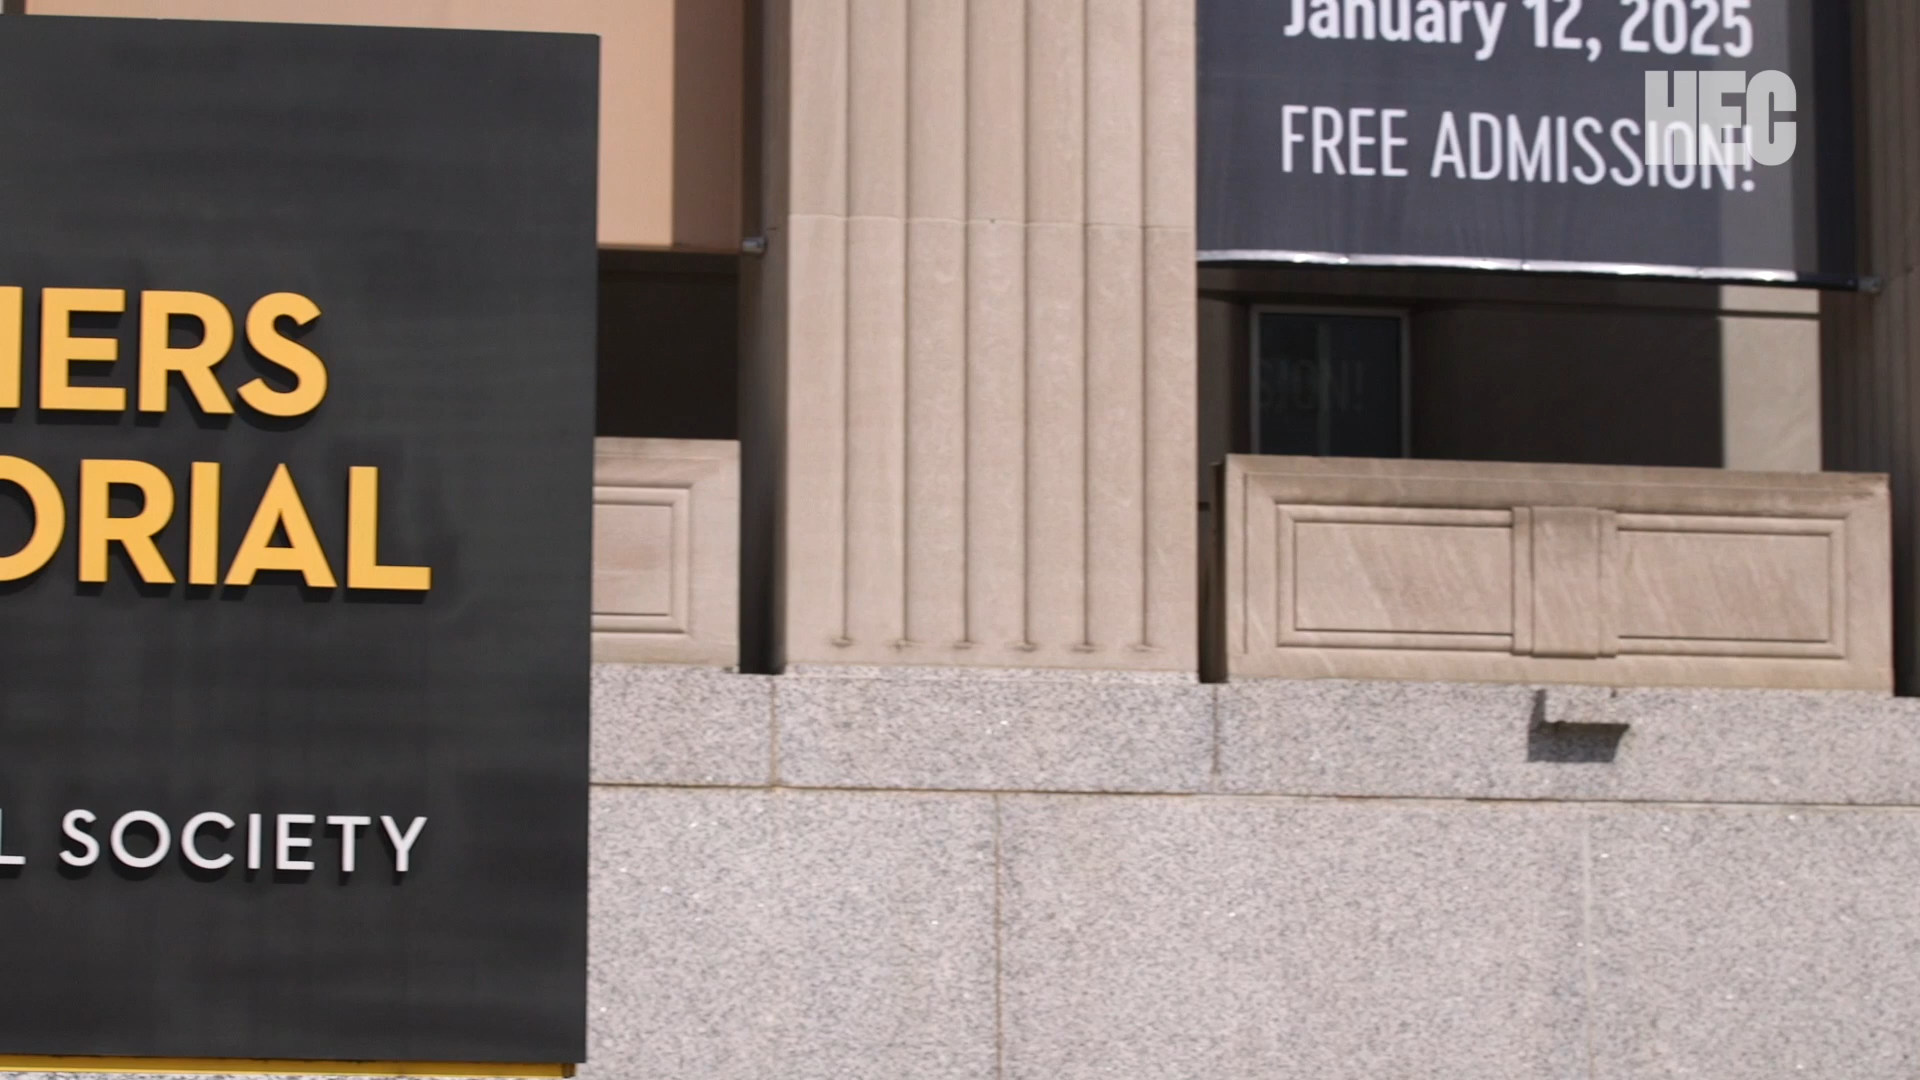 January 12, 2025
FREE ADMISSION!
HEC
IERS
ORIAL
L SOCIETY